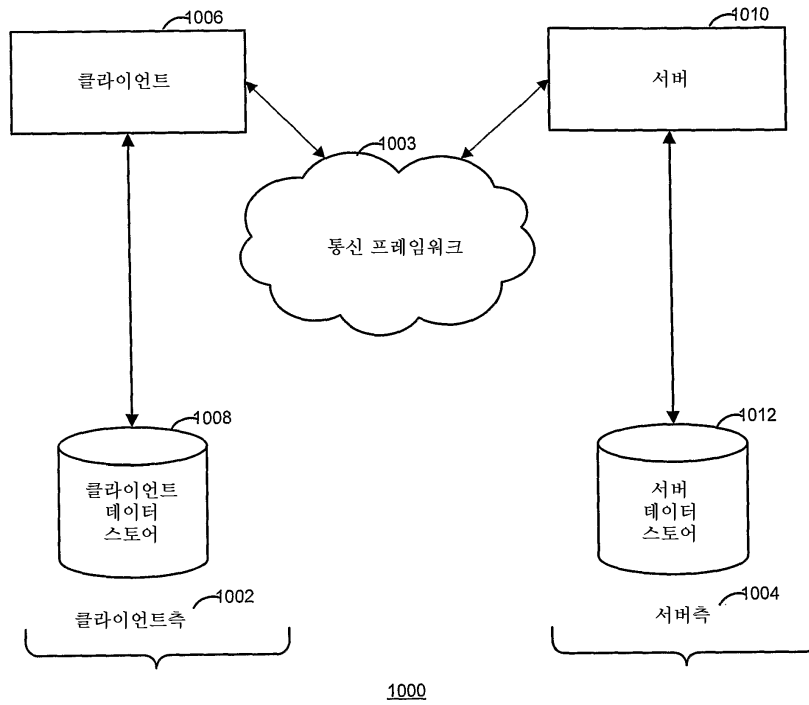 1006
클라이언트
1010
서버
1003
통신 프레임워크
1008
클라이언트
데이터
스토어
1012
서버
데이터
스토어
클라이언트측
1002
서버측
1004
1000